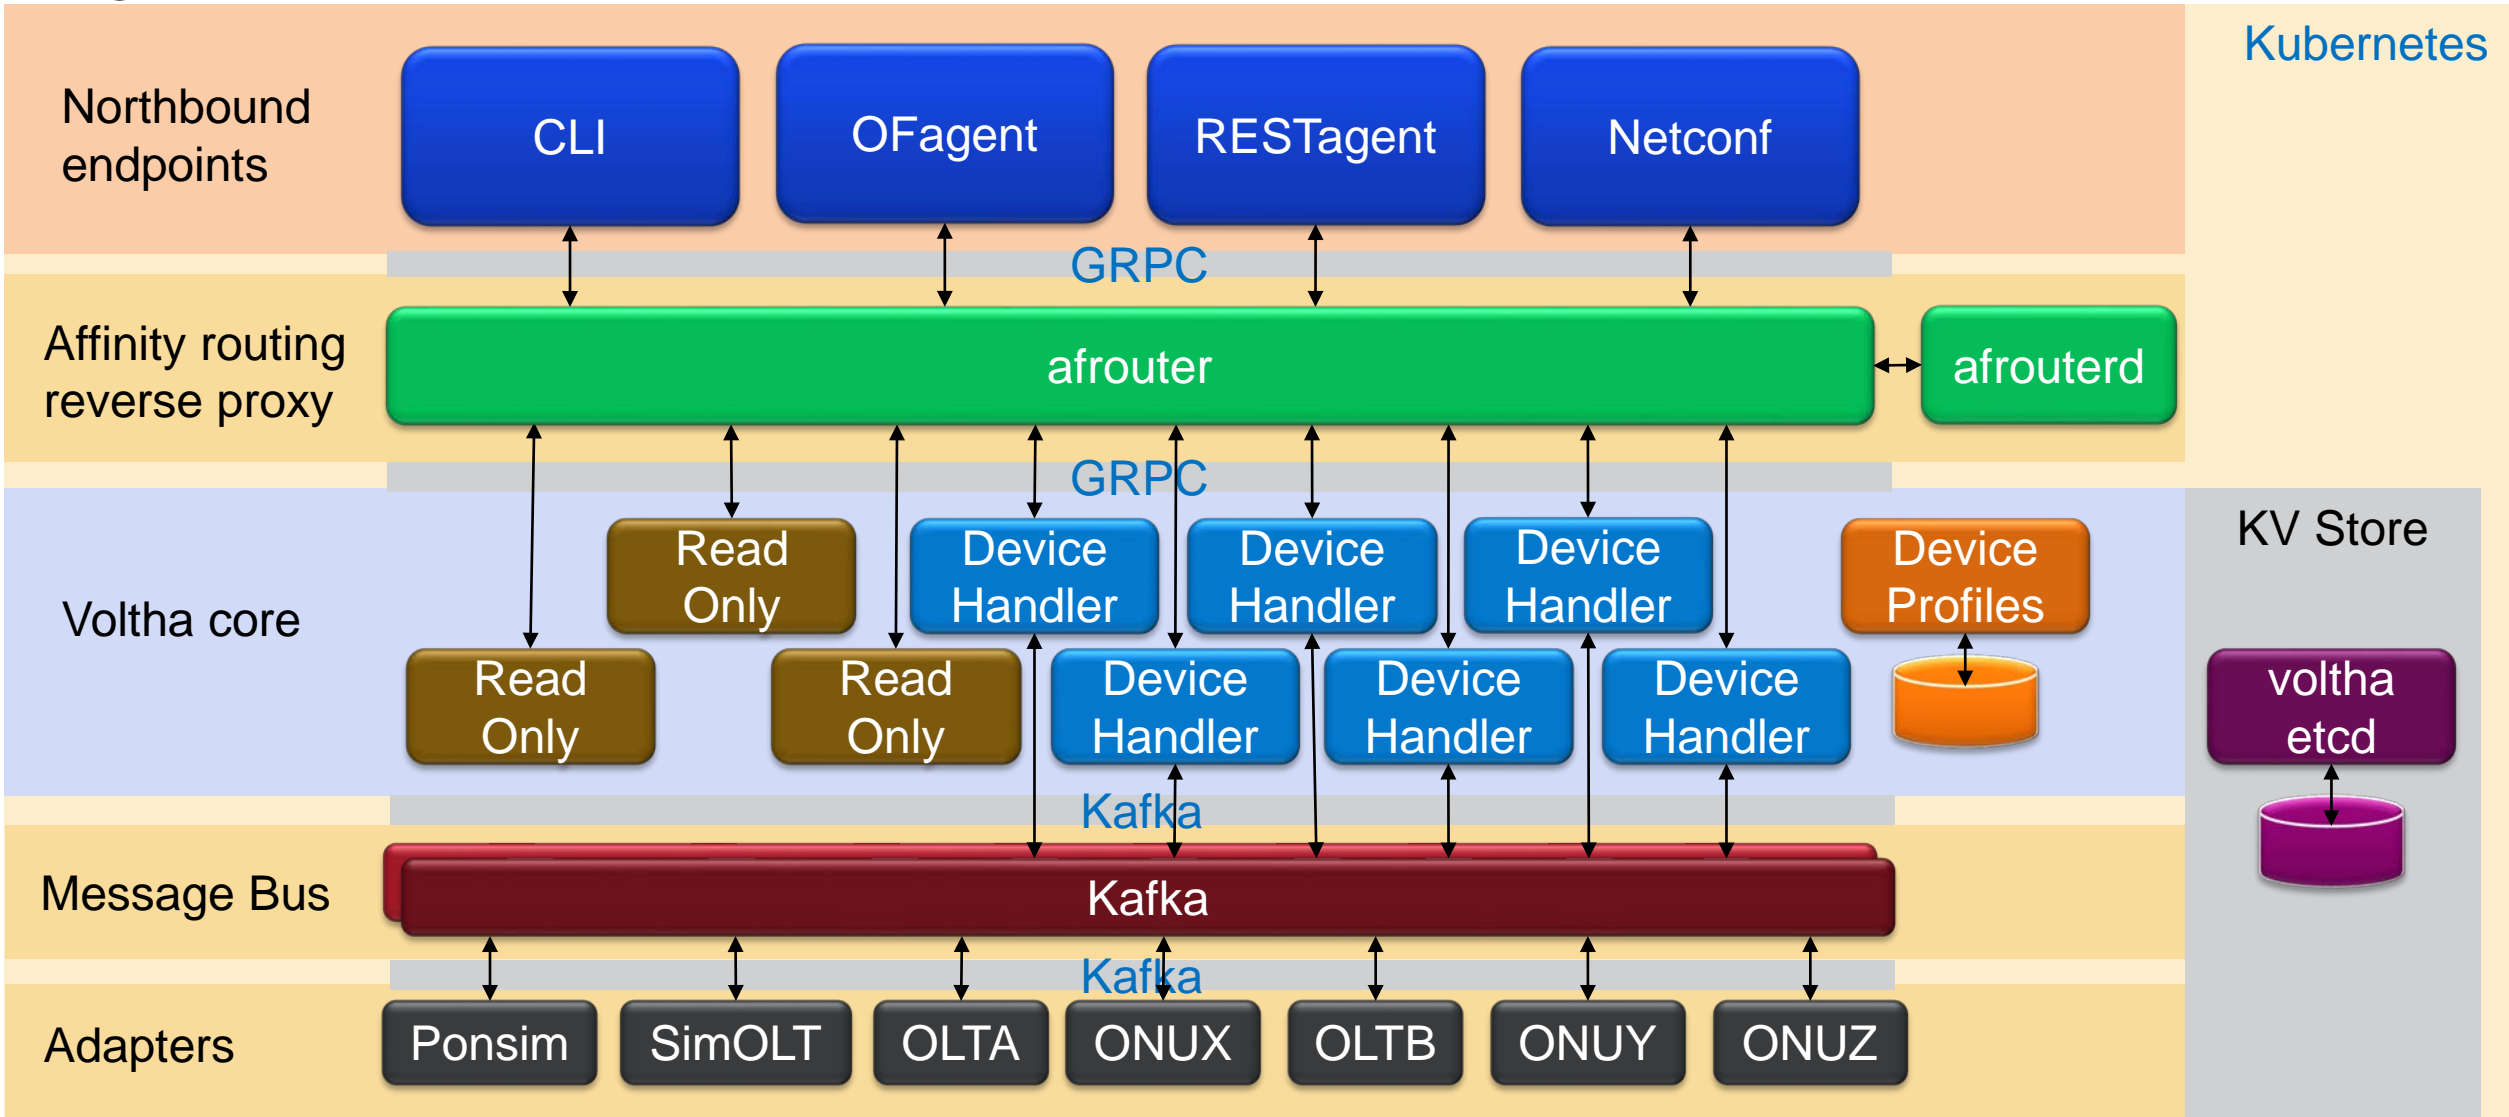 Kubernetes
Northbound
endpoints
CLI
OFagent
RESTagent
Netconf
GRPC
Affinity routing
reverse proxy
afrouter
afrouterd
GRPC
Voltha core
Read
Only
Device
Handler
Device
Handler
Device
Handler
Device
Profiles
KV Store
Read
Only
Read
Only
Device
Handler
Device
Handler
Device
Handler
voltha
etcd
Kafka
Message Bus
Kafka
Kafka
Adapters
Ponsim
SimOLT
OLTA
ONUX
OLTB
ONUY
ONUZ